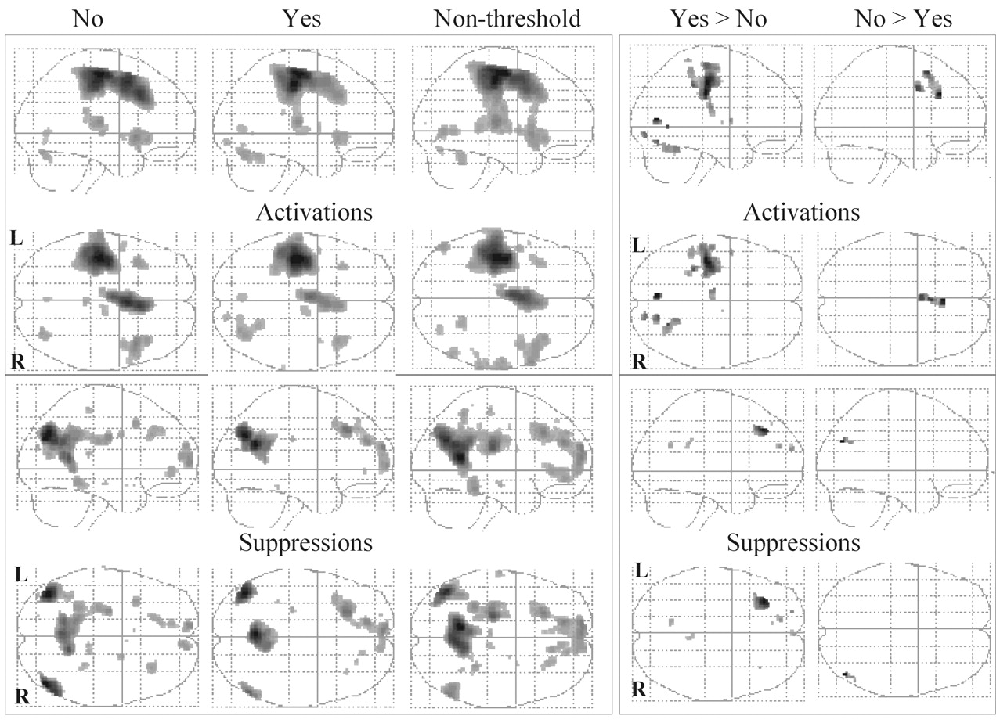 No Yes Non-threshold Yes > No No > Yes
Activations Activations
L L
R R
Suppressions Suppressions
L L
R R